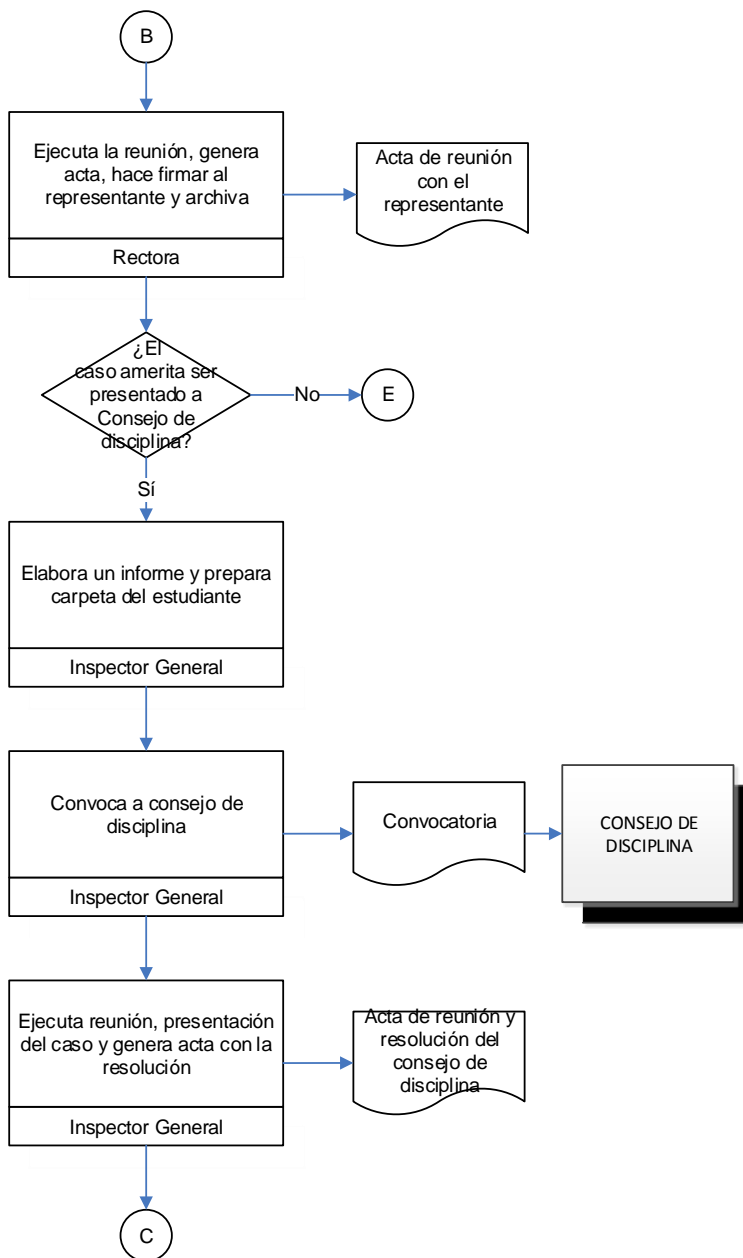 B
Ejecuta la reunión, genera
acta, hace firmar al
representante y archiva
Rectora
Acta de reunión
con el
representante
¿El
caso amerita ser
presentado a
Consejo de
disciplina?
No
E
Sí
Elabora un informe y prepara
carpeta del estudiante
Inspector General
Convoca a consejo de
disciplina
Inspector General
Convocatoria
CONSEJO DE
DISCIPLINA
Ejecuta reunión, presentación
del caso y genera acta con la
resolución
Inspector General
Acta de reunión y
resolución del
consejo de
disciplina
C